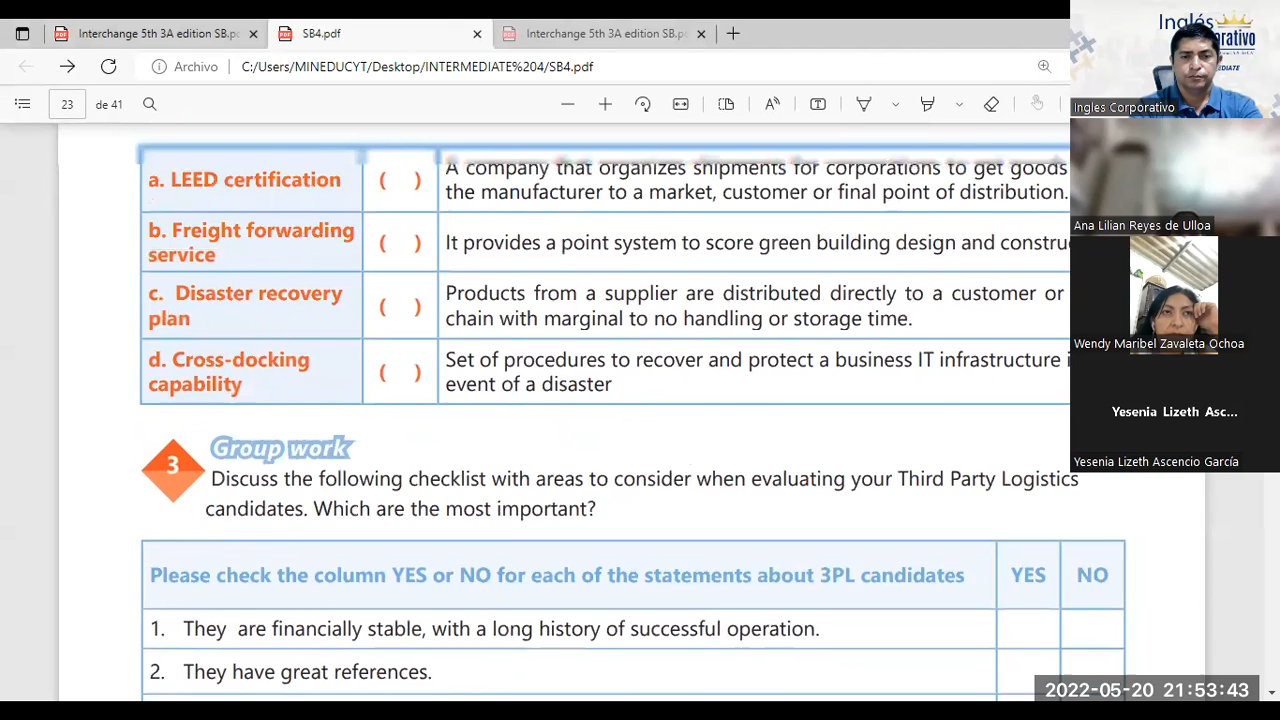 Interchange 5th 3A edition SB.p
SB4.pdf
Interchange 5th 3A edition SB.p
Archivo C:/Users/MINEDUCYT/Desktop/INTERMEDIATE%204/SB4.pdf
23 de 41
Inglés
Ingles Corporativo
Ana Lilian Reyes de Ulloa
Wendy Maribel Zavaleta Ochoa
Yesenia Lizeth Asc...
Yesenia Lizeth Ascencio García
a. LEED certification ( ) A company that organizes shipments for corporations to get goods
the manufacturer to a market, customer or final point of distribution.
b. Freight forwarding
service ( ) It provides a point system to score green building design and constru
c. Disaster recovery
plan ( ) Products from a supplier are distributed directly to a customer or
chain with marginal to no handling or storage time.
d. Cross-docking
capability ( ) Set of procedures to recover and protect a business IT infrastructure i
event of a disaster
3 Group work
Discuss the following checklist with areas to consider when evaluating your Third Party Logistics
candidates. Which are the most important?
Please check the column YES or NO for each of the statements about 3PL candidates YES NO
1. They are financially stable, with a long history of successful operation.
2. They have great references.
2022-05-20 21:53:43